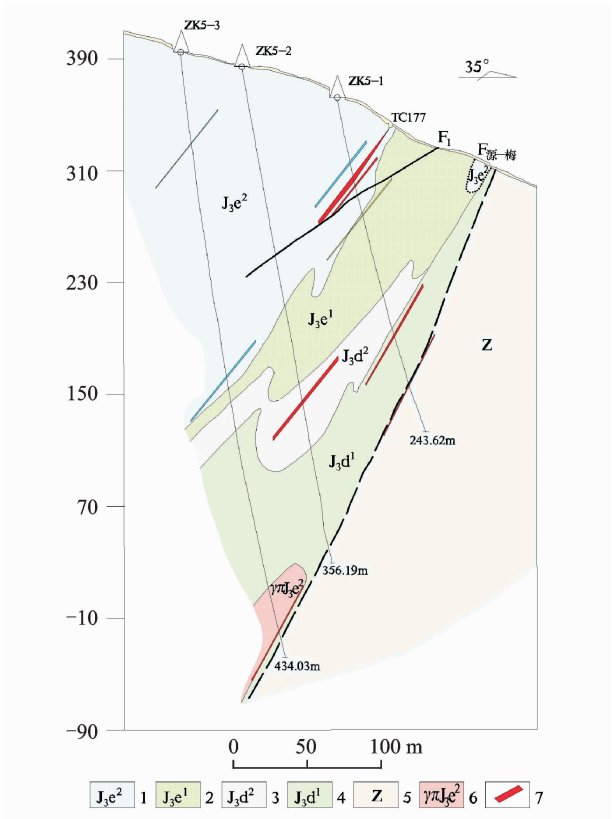 ZK5-3
ZK5-2
ZK5-1
390
35°
TC177
F₁
F源一梅
310
J₃e²
J₃e²
230
J₃e¹
J₃d²
Z
150
243.62m
J₃d¹
70
356.19m
γπJ₃e²
-10
434.03m
-90
0 50 100 m
J₃e² 1 J₃e¹ 2 J₃d² 3 J₃d¹ 4 Z 5 γπJ₃e² 6 7